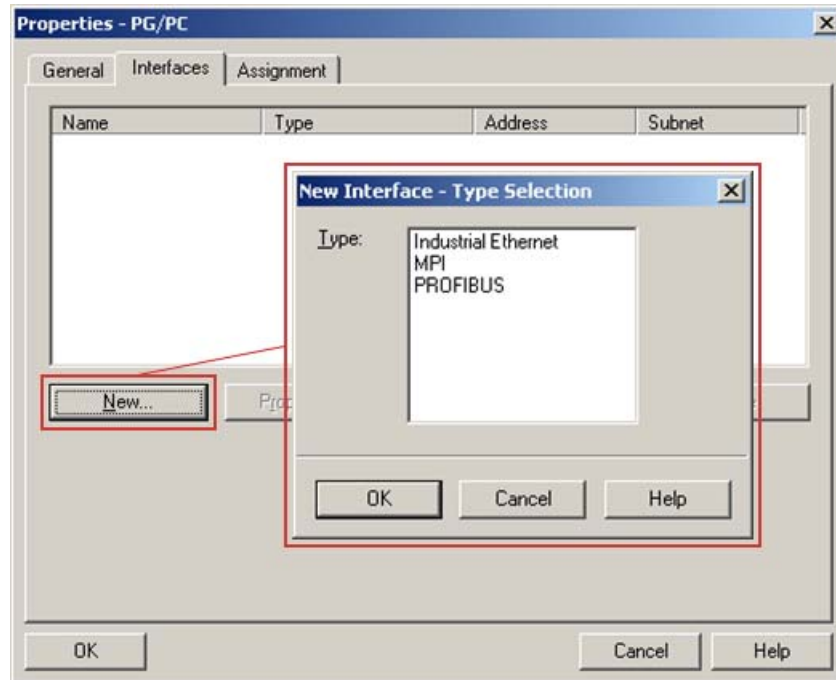 Properties - PG/PC
General Interfaces Assignment
Name Type Address Subnet
New Interface - Type Selection
Type:
Industrial Ethernet
MPI
PROFIBUS
New...
OK Cancel Help
OK Cancel Help